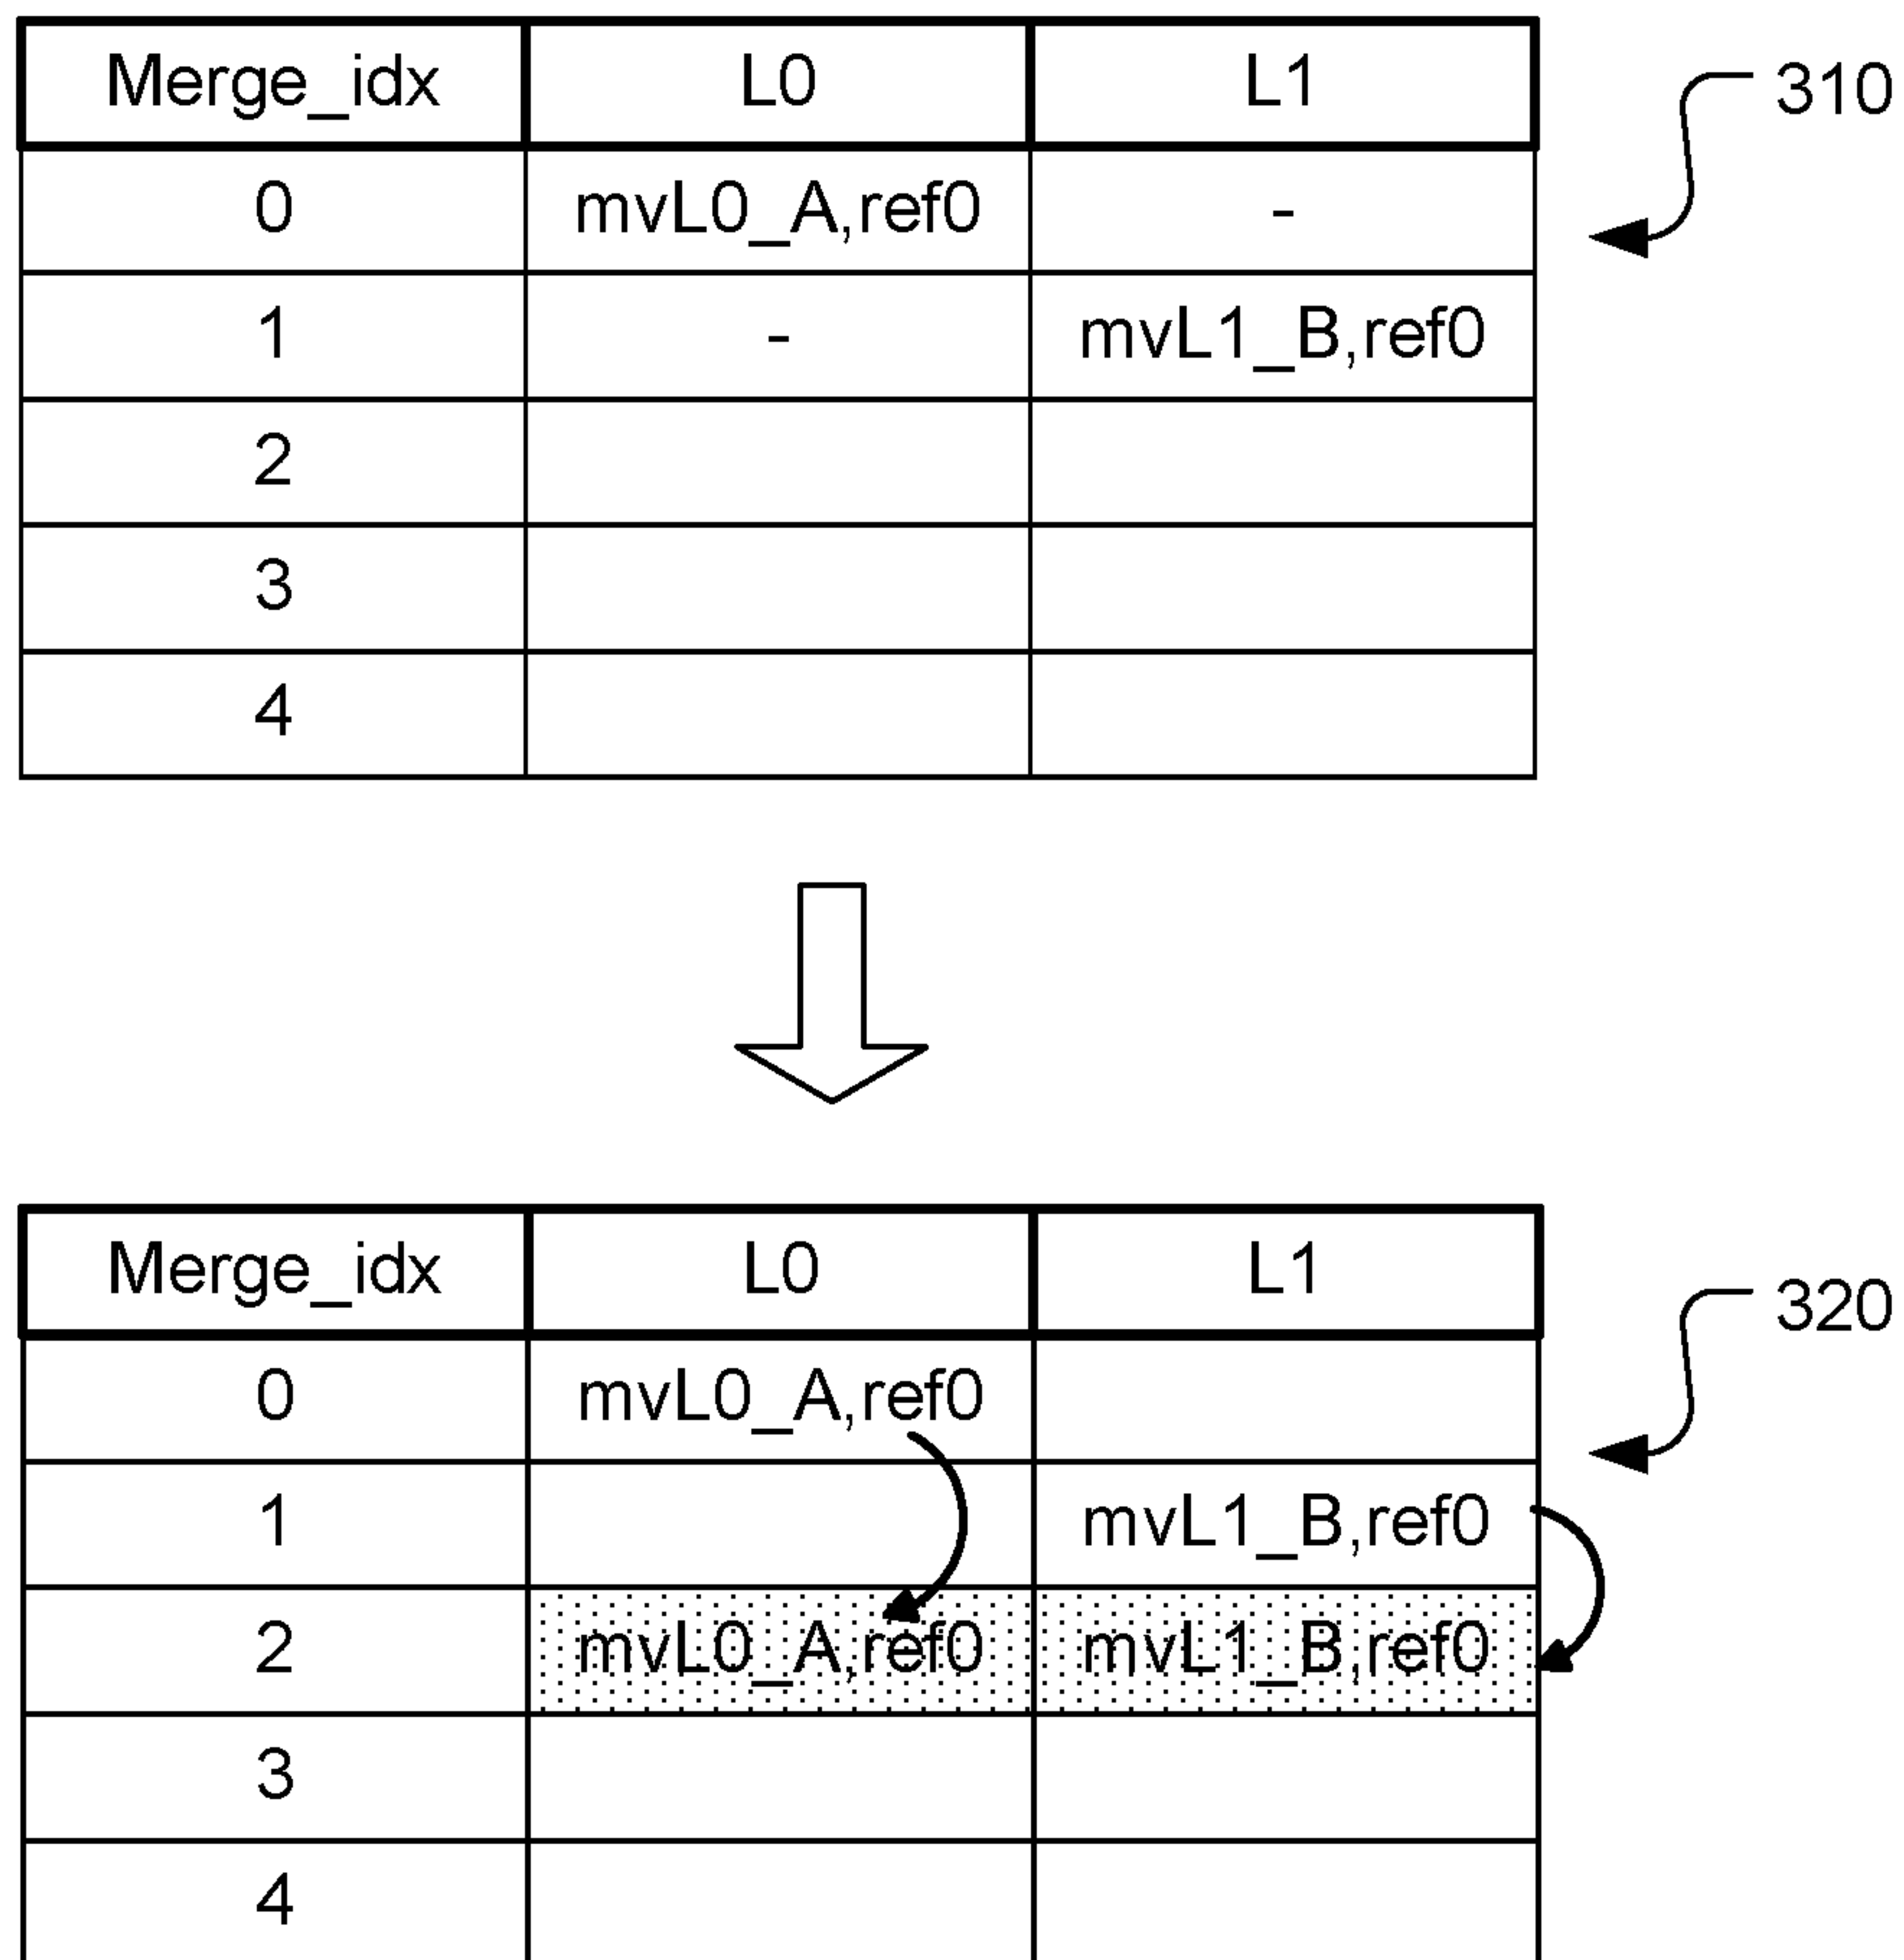 Merge_idx L0 L1 310
0 mvL0_A,ref0 -
1 - mvL1_B,ref0
2
3
4
Merge_idx L0 L1 320
0 mvL0_A,ref0
1 mvL1_B,ref0
2 mvL0_A,ref0 mvL1_B,ref0
3
4